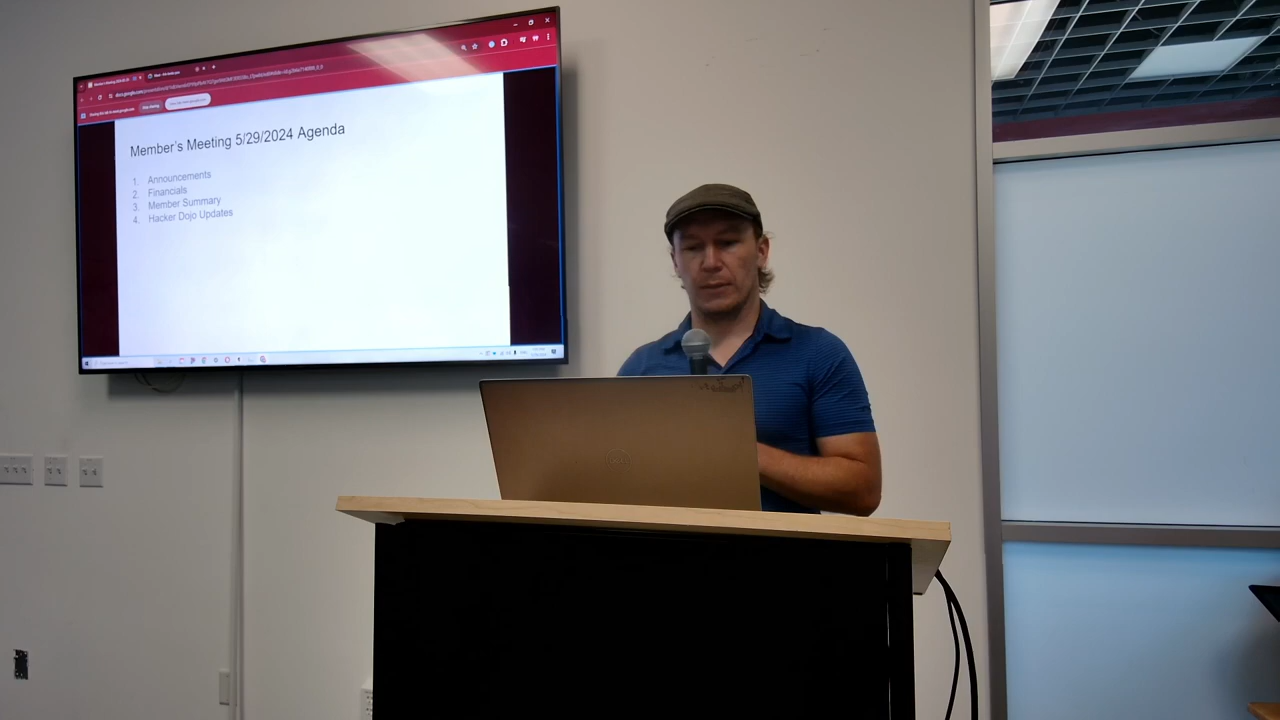 Member's Meeting 5/29/2024 Agenda
1. Announcements
2. Financials
3. Member Summary
4. Hacker Dojo Updates